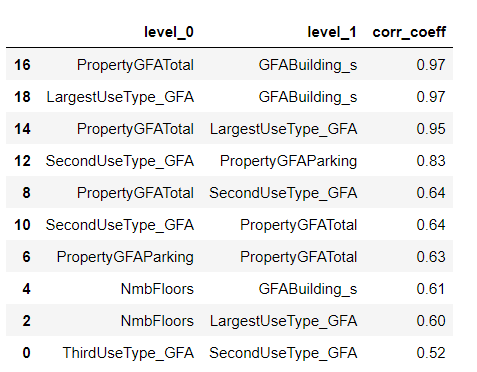 level_0 level_1 corr_coeff
16 PropertyGFATotal GFABuilding_s 0.97
18 LargestUseType_GFA GFABuilding_s 0.97
14 PropertyGFATotal LargestUseType_GFA 0.95
12 SecondUseType_GFA PropertyGFAParking 0.83
8 PropertyGFATotal SecondUseType_GFA 0.64
10 SecondUseType_GFA PropertyGFATotal 0.64
6 PropertyGFAParking PropertyGFATotal 0.63
4 NmbFloors GFABuilding_s 0.61
2 NmbFloors LargestUseType_GFA 0.60
0 ThirdUseType_GFA SecondUseType_GFA 0.52